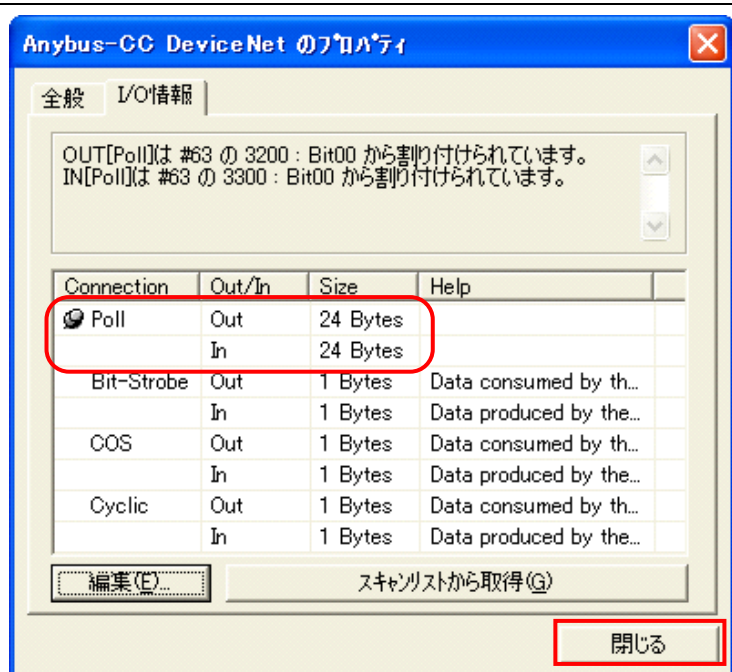 Anybus-CC DeviceNet のﾌﾟﾛﾊﾟﾃｨ
全般 I/O情報
OUT[Poll]は #63 の 3200 : Bit00 から割り付けられています。
IN[Poll]は #63 の 3300 : Bit00 から割り付けられています。
Connection Out/In Size Help
Poll Out 24 Bytes
In 24 Bytes
Bit-Strobe Out 1 Bytes Data consumed by th...
In 1 Bytes Data produced by the...
COS Out 1 Bytes Data consumed by th...
In 1 Bytes Data produced by the...
Cyclic Out 1 Bytes Data consumed by th...
In 1 Bytes Data produced by the...
編集(E)... スキャンリストから取得(G)
閉じる